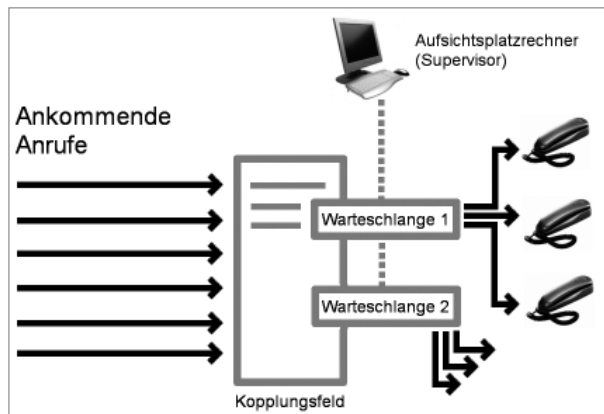 Aufsichtsplatzrechner
(Supervisor)
Ankommende
Anrufe
Warteschlange 1
Warteschlange 2
Kopplungsfeld